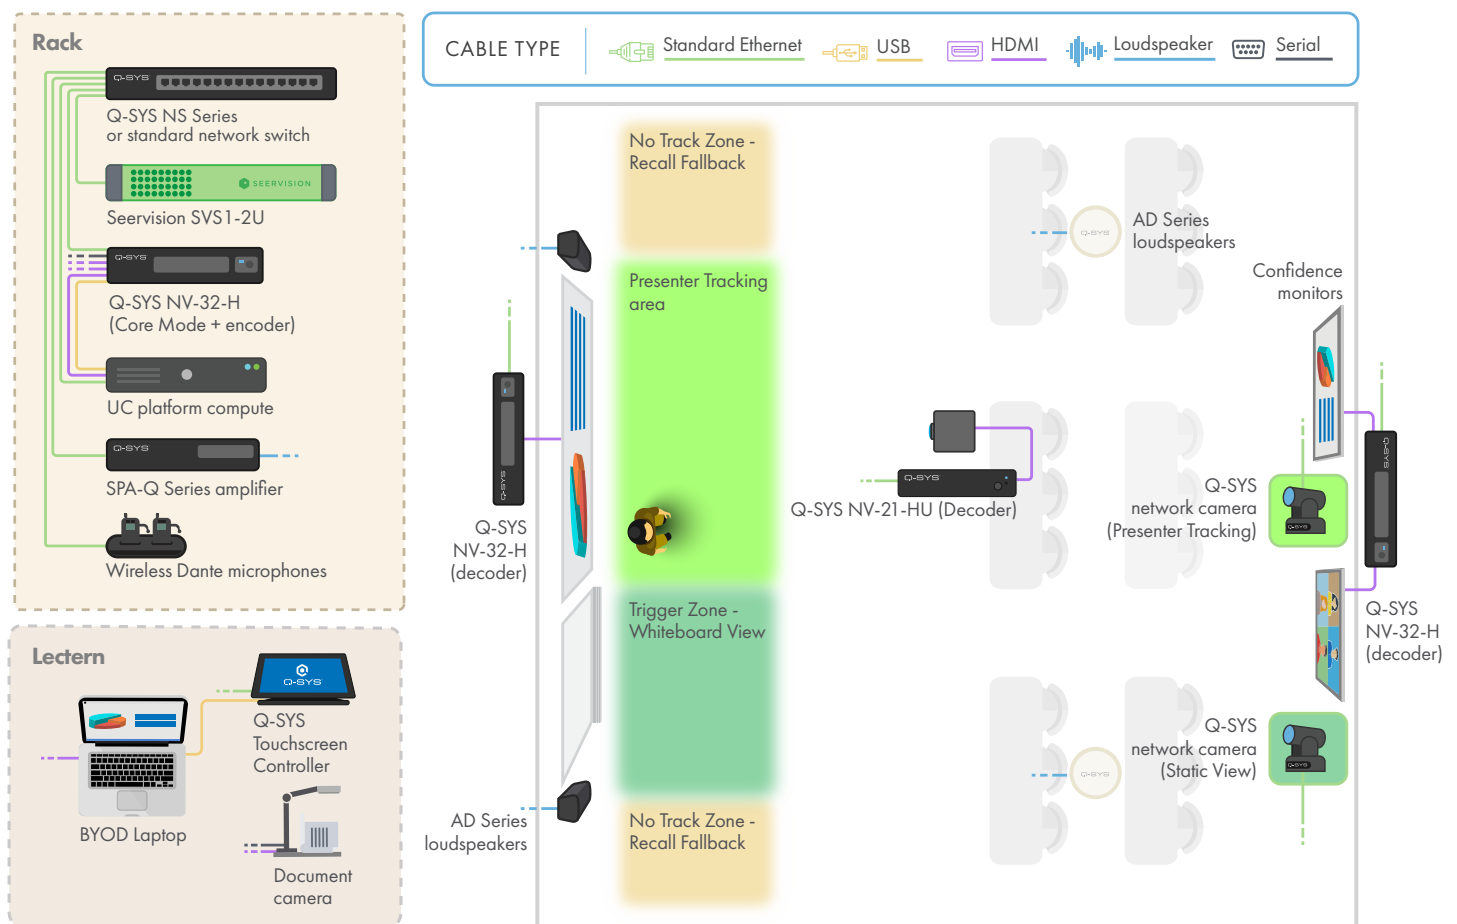 Rack
Q-SYS
Q-SYS NS Series
or standard network switch
SEERVISION
Seervision SVS1-2U
Q-SYS
Q-SYS NV-32-H
(Core Mode + encoder)
UC platform compute
Q-SYS
SPA-Q Series amplifier
Wireless Dante microphones
Lectern
Q-SYS
Q-SYS
Touchscreen
Controller
BYOD Laptop
Document
camera
CABLE TYPE
Standard Ethernet
USB
HDMI
Loudspeaker
Serial
No Track Zone -
Recall Fallback
Presenter Tracking
area
Trigger Zone -
Whiteboard View
No Track Zone -
Recall Fallback
Q-SYS
Q-SYS
NV-32-H
(decoder)
AD Series
loudspeakers
Q-SYS
AD Series
loudspeakers
Confidence
monitors
Q-SYS
Q-SYS NV-21-HU (Decoder)
Q-SYS
network camera
(Presenter Tracking)
Q-SYS
Q-SYS
Q-SYS
NV-32-H
(decoder)
Q-SYS
network camera
(Static View)
Q-SYS
Q-SYS